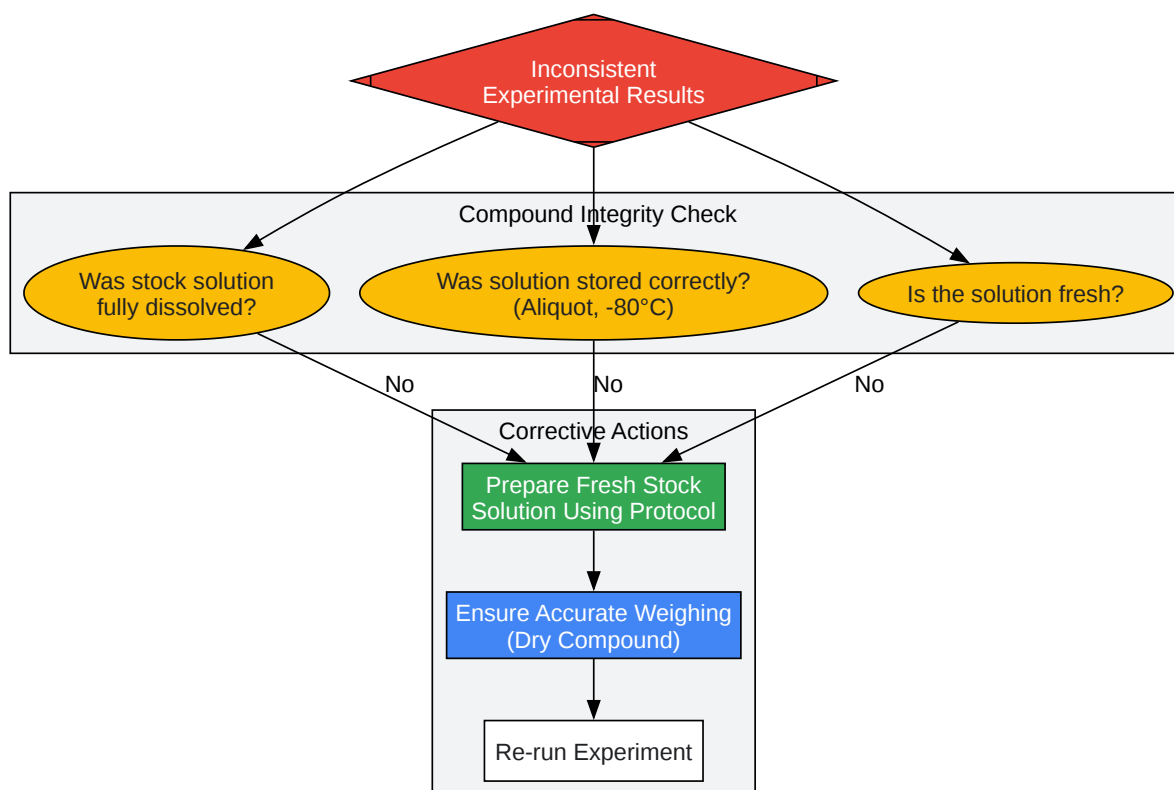 Inconsistent
Experimental Results
Compound Integrity Check
Was stock solution
fully dissolved?
Was solution stored correctly?
(Aliquot, -80°C)
Is the solution fresh?
No
No
No
Corrective Actions
Prepare Fresh Stock
Solution Using Protocol
Ensure Accurate Weighing
(Dry Compound)
Re-run Experiment